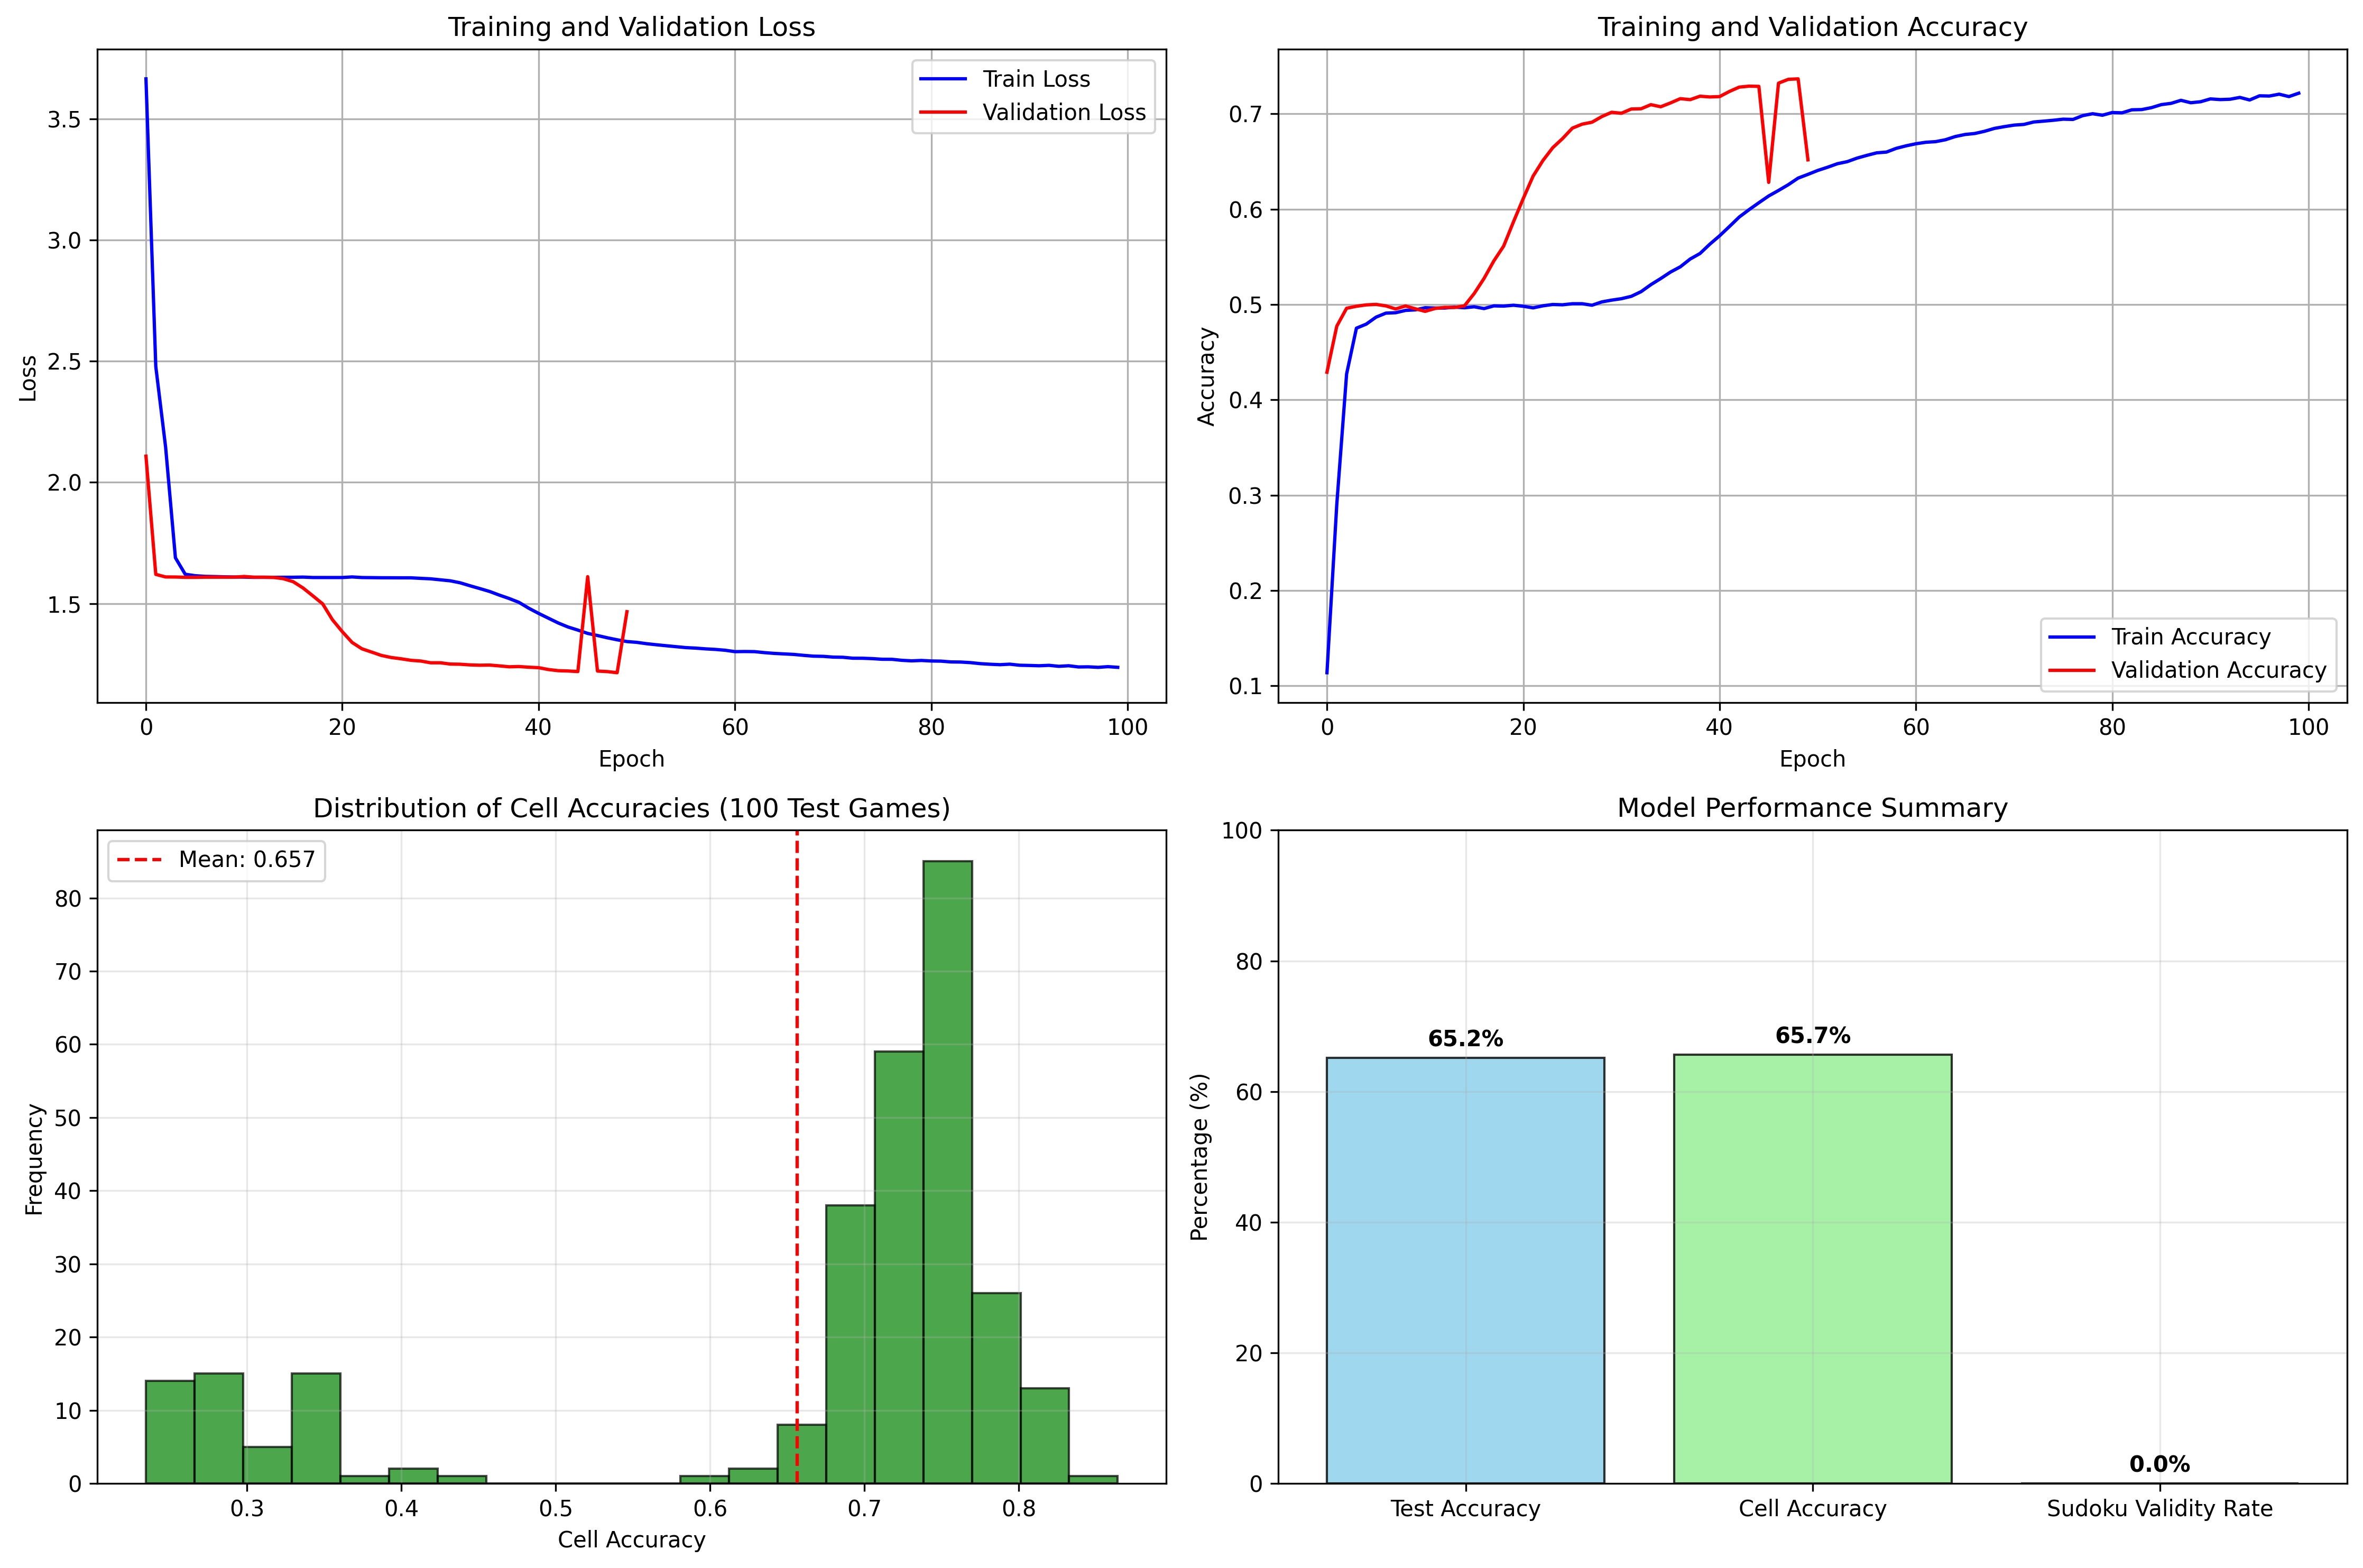 Training and Validation Loss
Loss
3.5
3.0
2.5
2.0
1.5
0
20
40
60
80
100
Epoch
Train Loss
Validation Loss
Training and Validation Accuracy
Accuracy
0.7
0.6
0.5
0.4
0.3
0.2
0.1
0
20
40
60
80
100
Epoch
Train Accuracy
Validation Accuracy
Distribution of Cell Accuracies (100 Test Games)
Mean: 0.657
Frequency
80
70
60
50
40
30
20
10
0
0.3
0.4
0.5
0.6
0.7
0.8
Cell Accuracy
Model Performance Summary
Percentage (%)
100
80
60
40
20
0
65.2%
65.7%
0.0%
Test Accuracy
Cell Accuracy
Sudoku Validity Rate